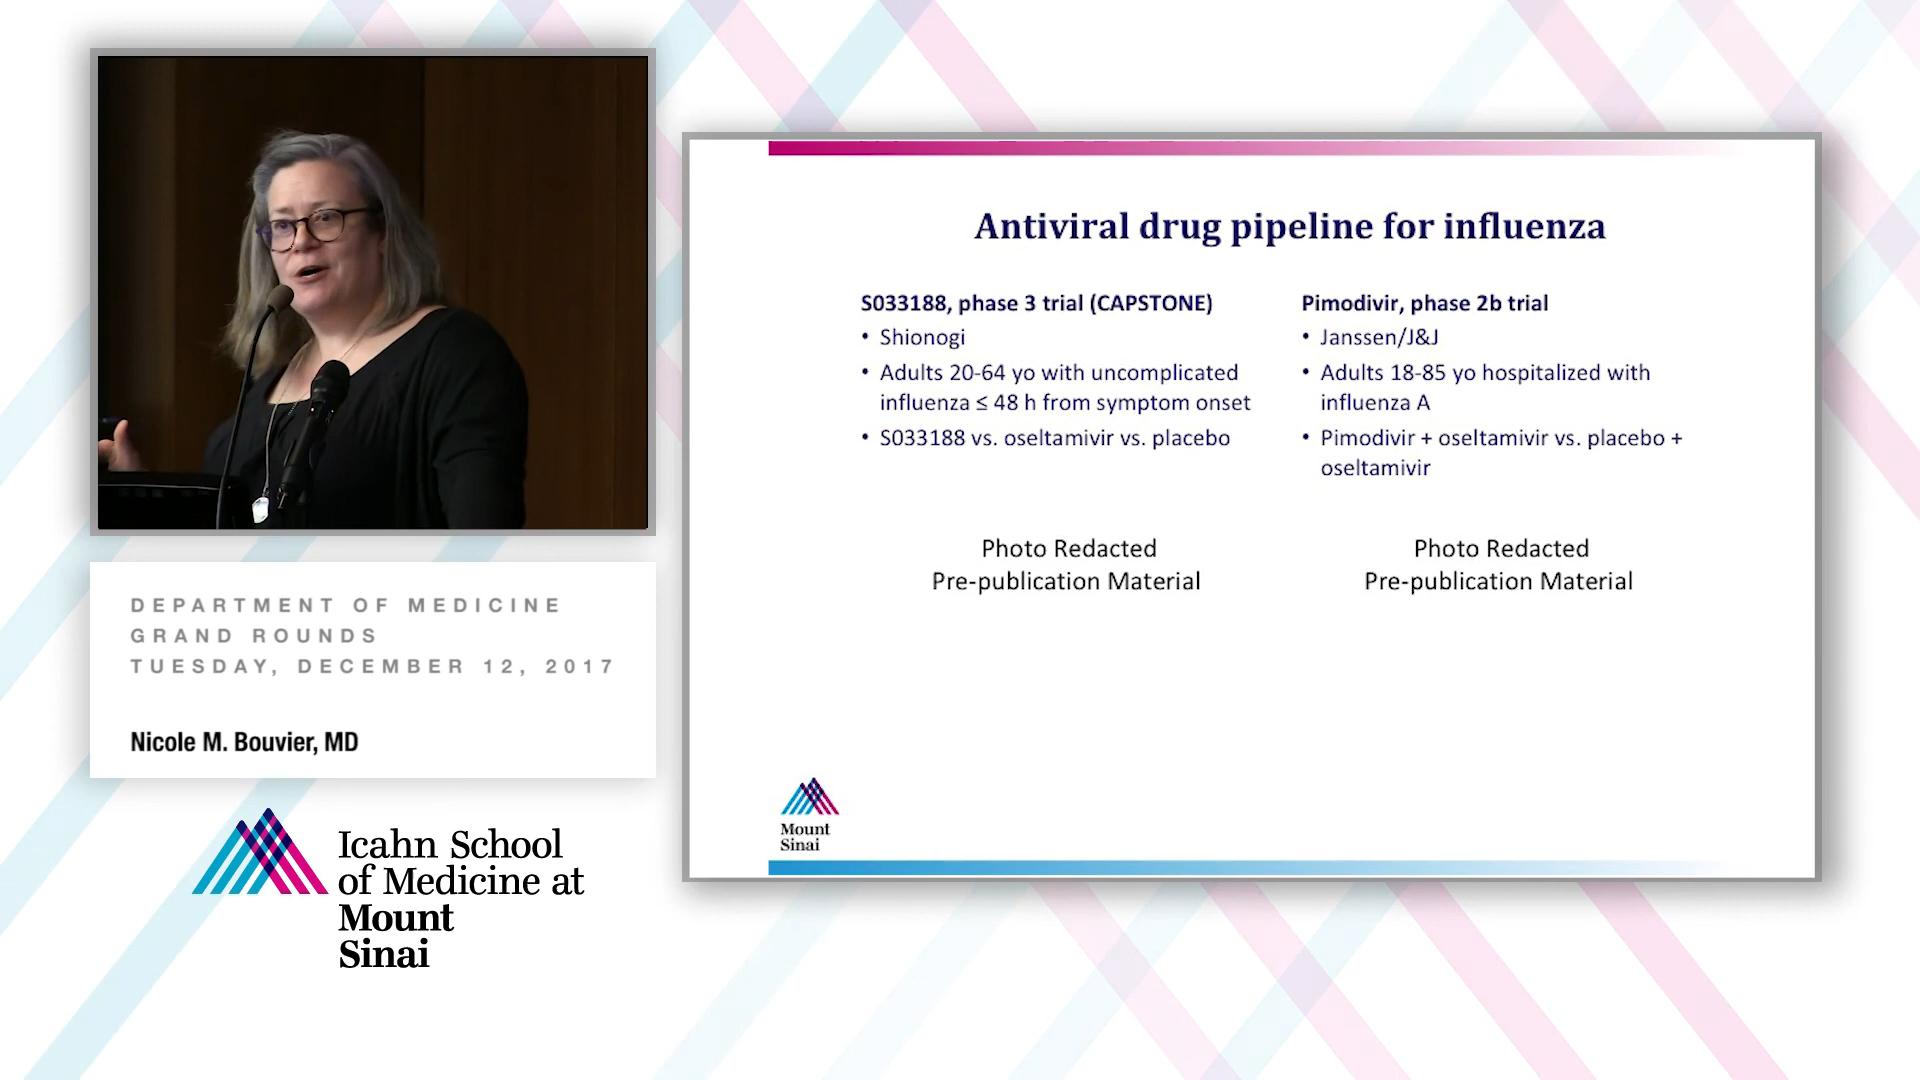 DEPARTMENT OF MEDICINE
GRAND ROUNDS
TUESDAY, DECEMBER 12, 2017
Nicole M. Bouvier, MD
Icahn School
of Medicine at
Mount
Sinai
Antiviral drug pipeline for influenza
S033188, phase 3 trial (CAPSTONE)
• Shionogi
• Adults 20-64 yo with uncomplicated
influenza ≤ 48 h from symptom onset
• S033188 vs. oseltamivir vs. placebo
Photo Redacted
Pre-publication Material
Pimodivir, phase 2b trial
• Janssen/J&J
• Adults 18-85 yo hospitalized with
influenza A
• Pimodivir + oseltamivir vs. placebo +
oseltamivir
Photo Redacted
Pre-publication Material
Mount
Sinai